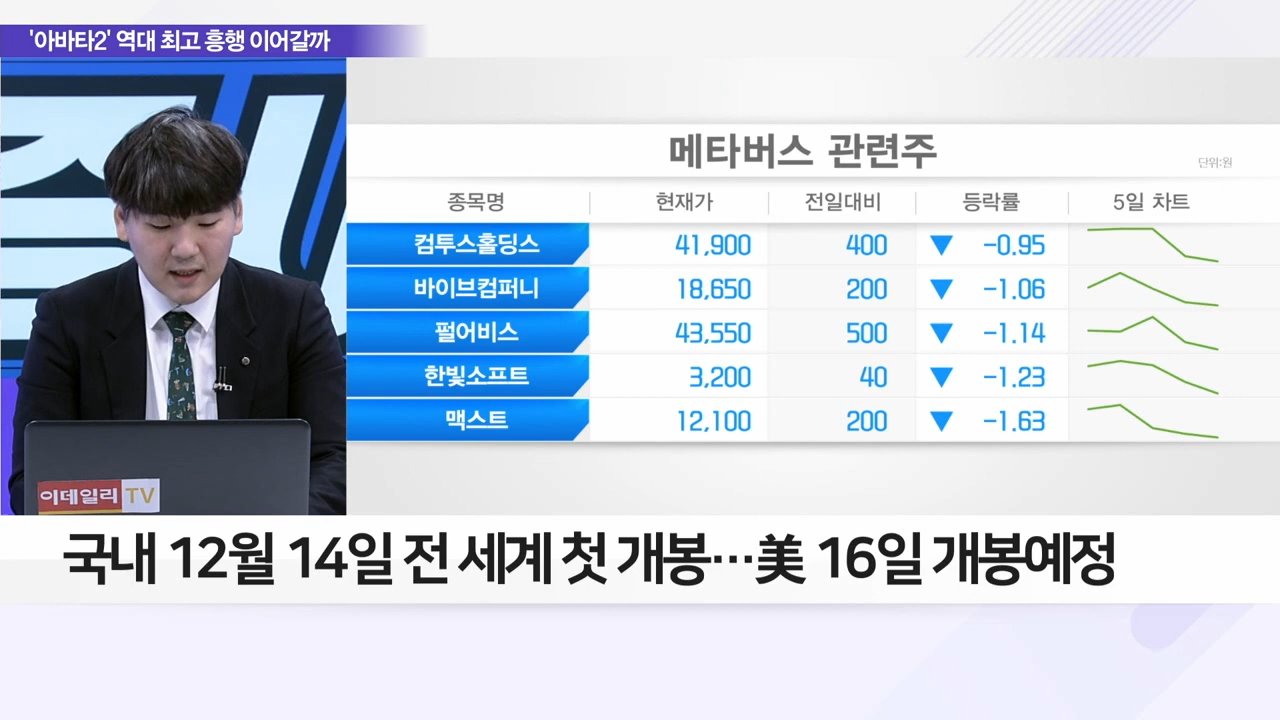 '아바타2' 역대 최고 흥행 이어갈까
메타버스 관련주
단위:원
종목명 현재가 전일대비 등락률 5일 차트
컴투스홀딩스 41,900 400 ▼ -0.95
바이브컴퍼니 18,650 200 ▼ -1.06
펄어비스 43,550 500 ▼ -1.14
한빛소프트 3,200 40 ▼ -1.23
맥스트 12,100 200 ▼ -1.63
이데일리TV
국내 12월 14일 전 세계 첫 개봉…美 16일 개봉예정